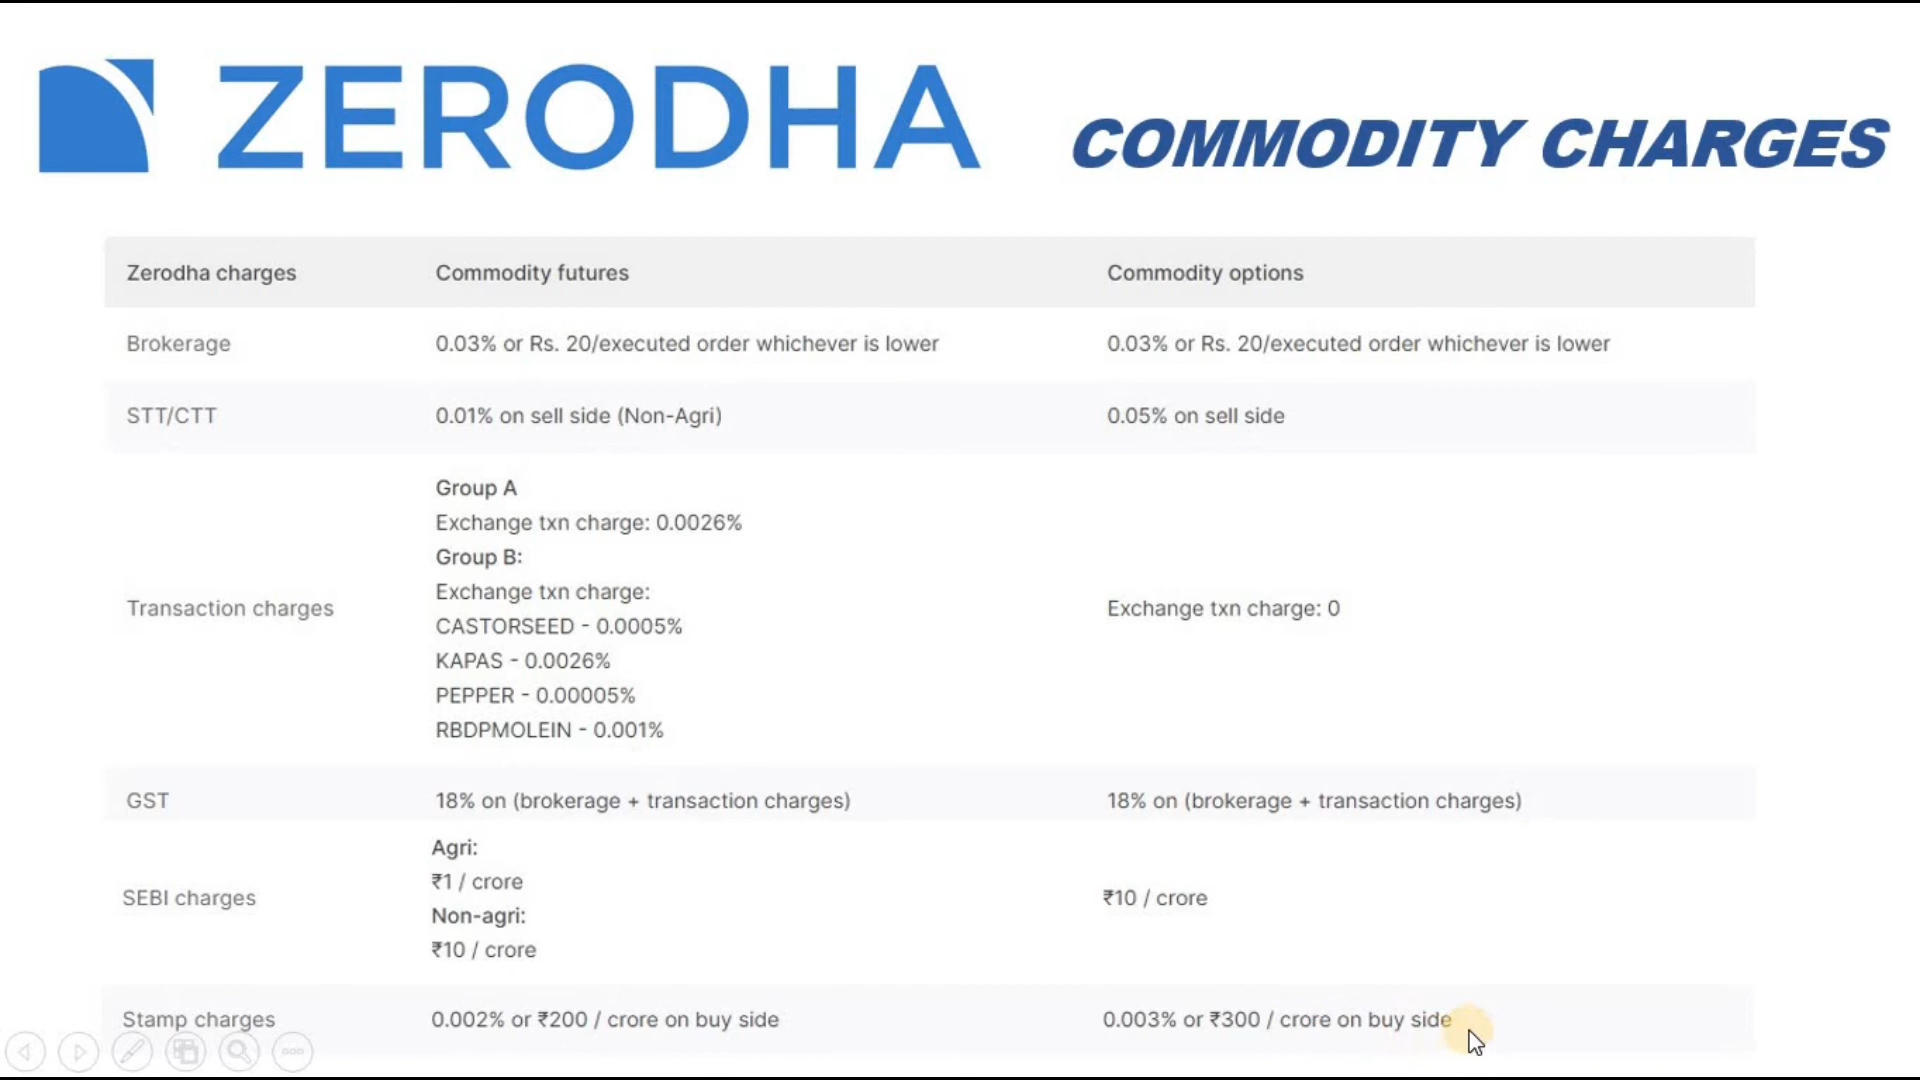 ZERODHA
COMMODITY CHARGES
Zerodha charges Commodity futures Commodity options
Brokerage 0.03% or Rs. 20/executed order whichever is lower 0.03% or Rs. 20/executed order whichever is lower
STT/CTT 0.01% on sell side (Non-Agri) 0.05% on sell side
Group A
Exchange txn charge: 0.0026%
Group B:
Exchange txn charge:
Transaction charges CASTORSEED - 0.0005% Exchange txn charge: 0
KAPAS - 0.0026%
PEPPER - 0.00005%
RBDPMOLEIN - 0.001%
GST 18% on (brokerage + transaction charges) 18% on (brokerage + transaction charges)
Agri:
₹1 / crore
SEBI charges Non-agri: ₹10 / crore
₹10 / crore
Stamp charges 0.002% or ₹200 / crore on buy side 0.003% or ₹300 / crore on buy side